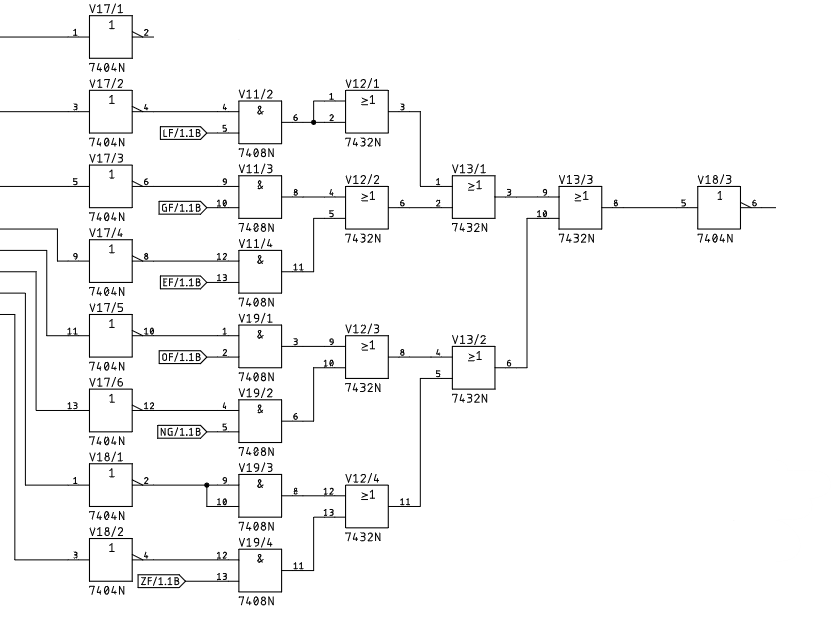 V17/1
1 1 2
7404N
V17/2 V11/2 V12/1
3 1 4 4 & 6 1 ≥1 3
LF/1.1B 5 2
7404N 7408N 7432N
V17/3 V11/3 V12/2 V13/1 V13/3 V18/3
5 1 6 9 & 8 4 ≥1 6 1 ≥1 3 9 ≥1 8 5 1 6
GF/1.1B 10 5 2 10
7404N 7408N 7432N 7432N 7432N 7404N
V17/4 V11/4
9 1 8 12 & 11
EF/1.1B 13
7404N 7408N
V17/5 V19/1 V12/3 V13/2
11 1 10 1 & 3 9 ≥1 8 4 ≥1 6
OF/1.1B 2 10 5
7404N 7408N 7432N 7432N
V17/6 V19/2
13 1 12 4 & 6
NG/1.1B 5
7404N 7408N
V18/1 V19/3 V12/4
1 1 2 9 & 8 12 ≥1 11
10 13
7404N 7408N 7432N
V18/2 V19/4
3 1 4 12 & 11
ZF/1.1B 13
7404N 7408N